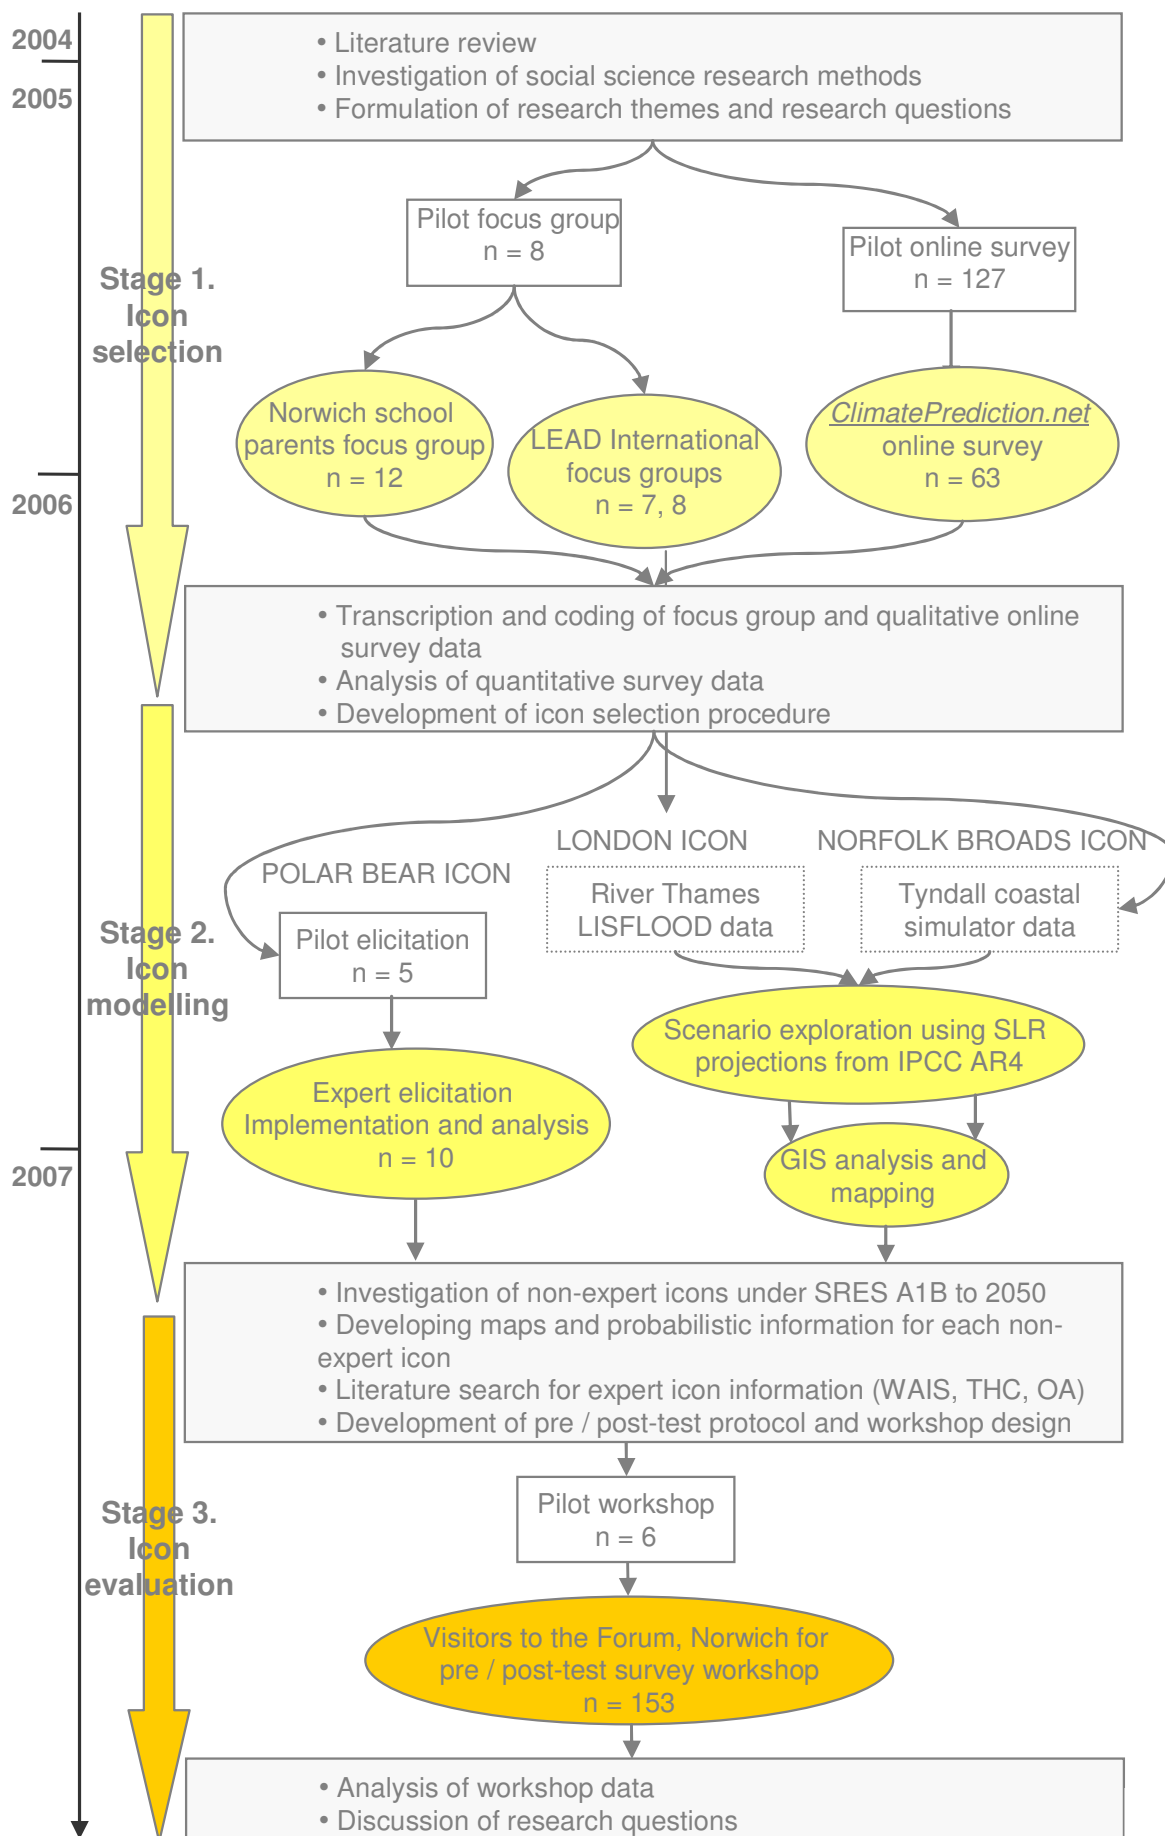 2004
2005
• Literature review
• Investigation of social science research methods
• Formulation of research themes and research questions
Pilot focus group
n = 8
Pilot online survey
n = 127
Stage 1.
Icon
selection
Norwich school
parents focus group
n = 12
LEAD International
focus groups
n = 7, 8
ClimatePrediction.net
online survey
n = 63
2006
• Transcription and coding of focus group and qualitative online
survey data
• Analysis of quantitative survey data
• Development of icon selection procedure
POLAR BEAR ICON
LONDON ICON
NORFOLK BROADS ICON
River Thames
LISFLOOD data
Tyndall coastal
simulator data
Stage 2.
Icon
modelling
Pilot elicitation
n = 5
Scenario exploration using SLR
projections from IPCC AR4
Expert elicitation
Implementation and analysis
n = 10
GIS analysis and
mapping
2007
• Investigation of non-expert icons under SRES A1B to 2050
• Developing maps and probabilistic information for each non-
expert icon
• Literature search for expert icon information (WAIS, THC, OA)
• Development of pre / post-test protocol and workshop design
Stage 3.
Icon
evaluation
Pilot workshop
n = 6
Visitors to the Forum, Norwich for
pre / post-test survey workshop
n = 153
• Analysis of workshop data
• Discussion of research questions